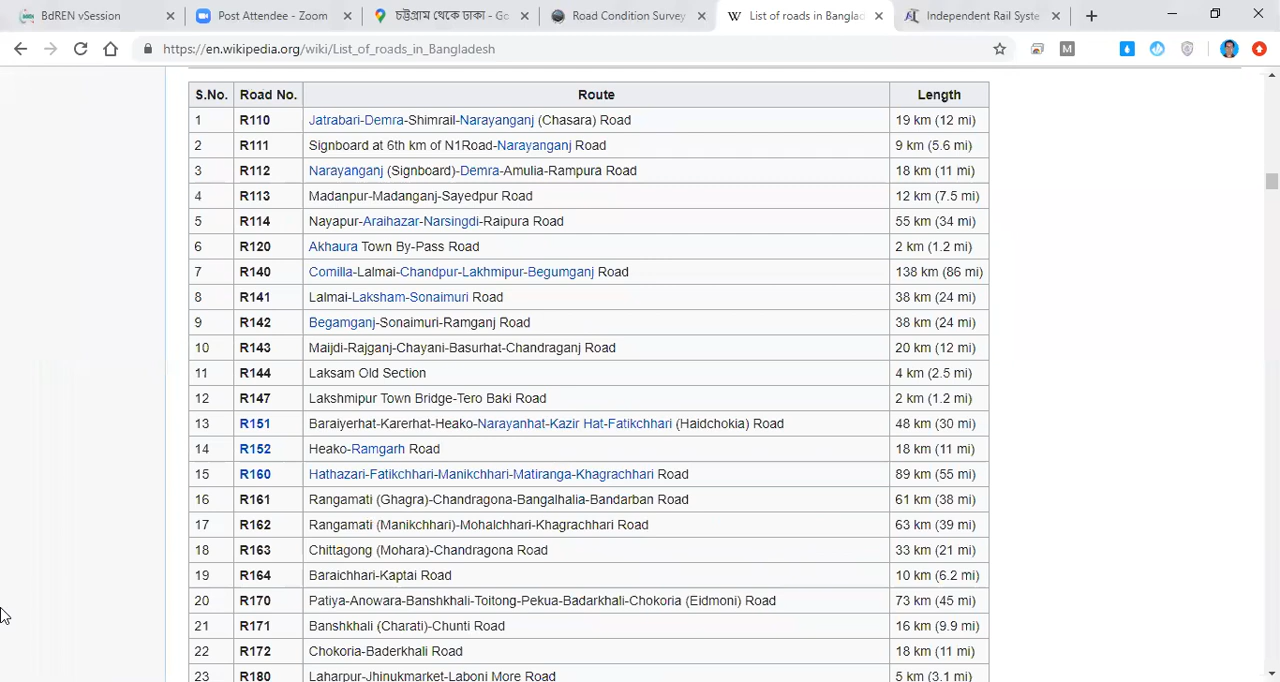 BdREN vSession
Post Attendee - Zoom
চট্টগ্রাম থেকে ঢাকা - Go
Road Condition Survey
List of roads in Banglad
Independent Rail Syste
https://en.wikipedia.org/wiki/List_of_roads_in_Bangladesh
S.No. Road No. Route Length
1 R110 Jatrabari-Demra-Shimrail-Narayanganj (Chasara) Road 19 km (12 mi)
2 R111 Signboard at 6th km of N1Road-Narayanganj Road 9 km (5.6 mi)
3 R112 Narayanganj (Signboard)-Demra-Amulia-Rampura Road 18 km (11 mi)
4 R113 Madanpur-Madanganj-Sayedpur Road 12 km (7.5 mi)
5 R114 Nayapur-Araihazar-Narsingdi-Raipura Road 55 km (34 mi)
6 R120 Akhaura Town By-Pass Road 2 km (1.2 mi)
7 R140 Comilla-Lalmai-Chandpur-Lakhmipur-Begumganj Road 138 km (86 mi)
8 R141 Lalmai-Laksham-Sonaimuri Road 38 km (24 mi)
9 R142 Begamganj-Sonaimuri-Ramganj Road 38 km (24 mi)
10 R143 Maijdi-Rajganj-Chayani-Basurhat-Chandraganj Road 20 km (12 mi)
11 R144 Laksam Old Section 4 km (2.5 mi)
12 R147 Lakshmipur Town Bridge-Tero Baki Road 2 km (1.2 mi)
13 R151 Baraiyerhat-Karerhat-Heako-Narayanhat-Kazir Hat-Fatikchhari (Haidchokia) Road 48 km (30 mi)
14 R152 Heako-Ramgarh Road 18 km (11 mi)
15 R160 Hathazari-Fatikchhari-Manikchhari-Matiranga-Khagrachhari Road 89 km (55 mi)
16 R161 Rangamati (Ghagra)-Chandragona-Bangalhalia-Bandarban Road 61 km (38 mi)
17 R162 Rangamati (Manikchhari)-Mohalchhari-Khagrachhari Road 63 km (39 mi)
18 R163 Chittagong (Mohara)-Chandragona Road 33 km (21 mi)
19 R164 Baraichhari-Kaptai Road 10 km (6.2 mi)
20 R170 Patiya-Anowara-Banshkhali-Toitong-Pekua-Badarkhali-Chokoria (Eidmoni) Road 73 km (45 mi)
21 R171 Banshkhali (Charati)-Chunti Road 16 km (9.9 mi)
22 R172 Chokoria-Baderkhali Road 18 km (11 mi)
23 R180 Laharpur-Jhinukmarket-Laboni More Road 5 km (3.1 mi)